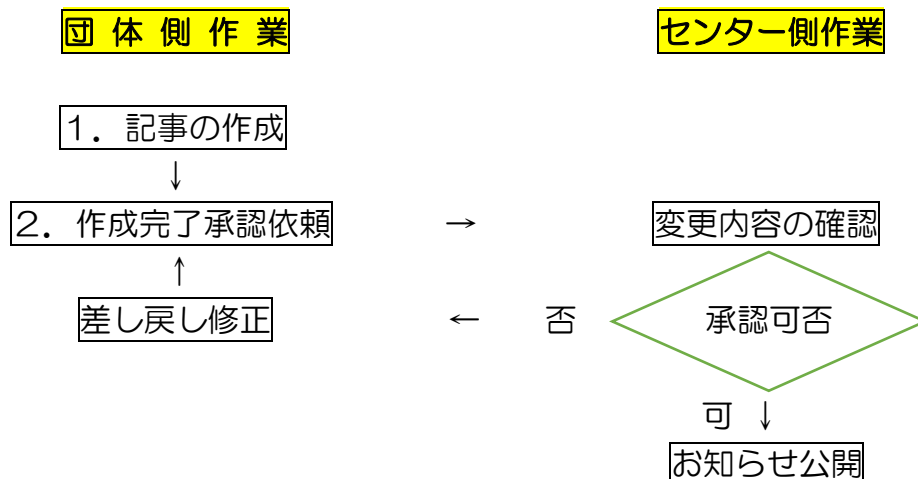 団 体 側 作 業
センター側作業
１．記事の作成
↓
２．作成完了承認依頼
→
変更内容の確認
↑
差し戻し修正
←
否
承認可否
可 ↓
お知らせ公開